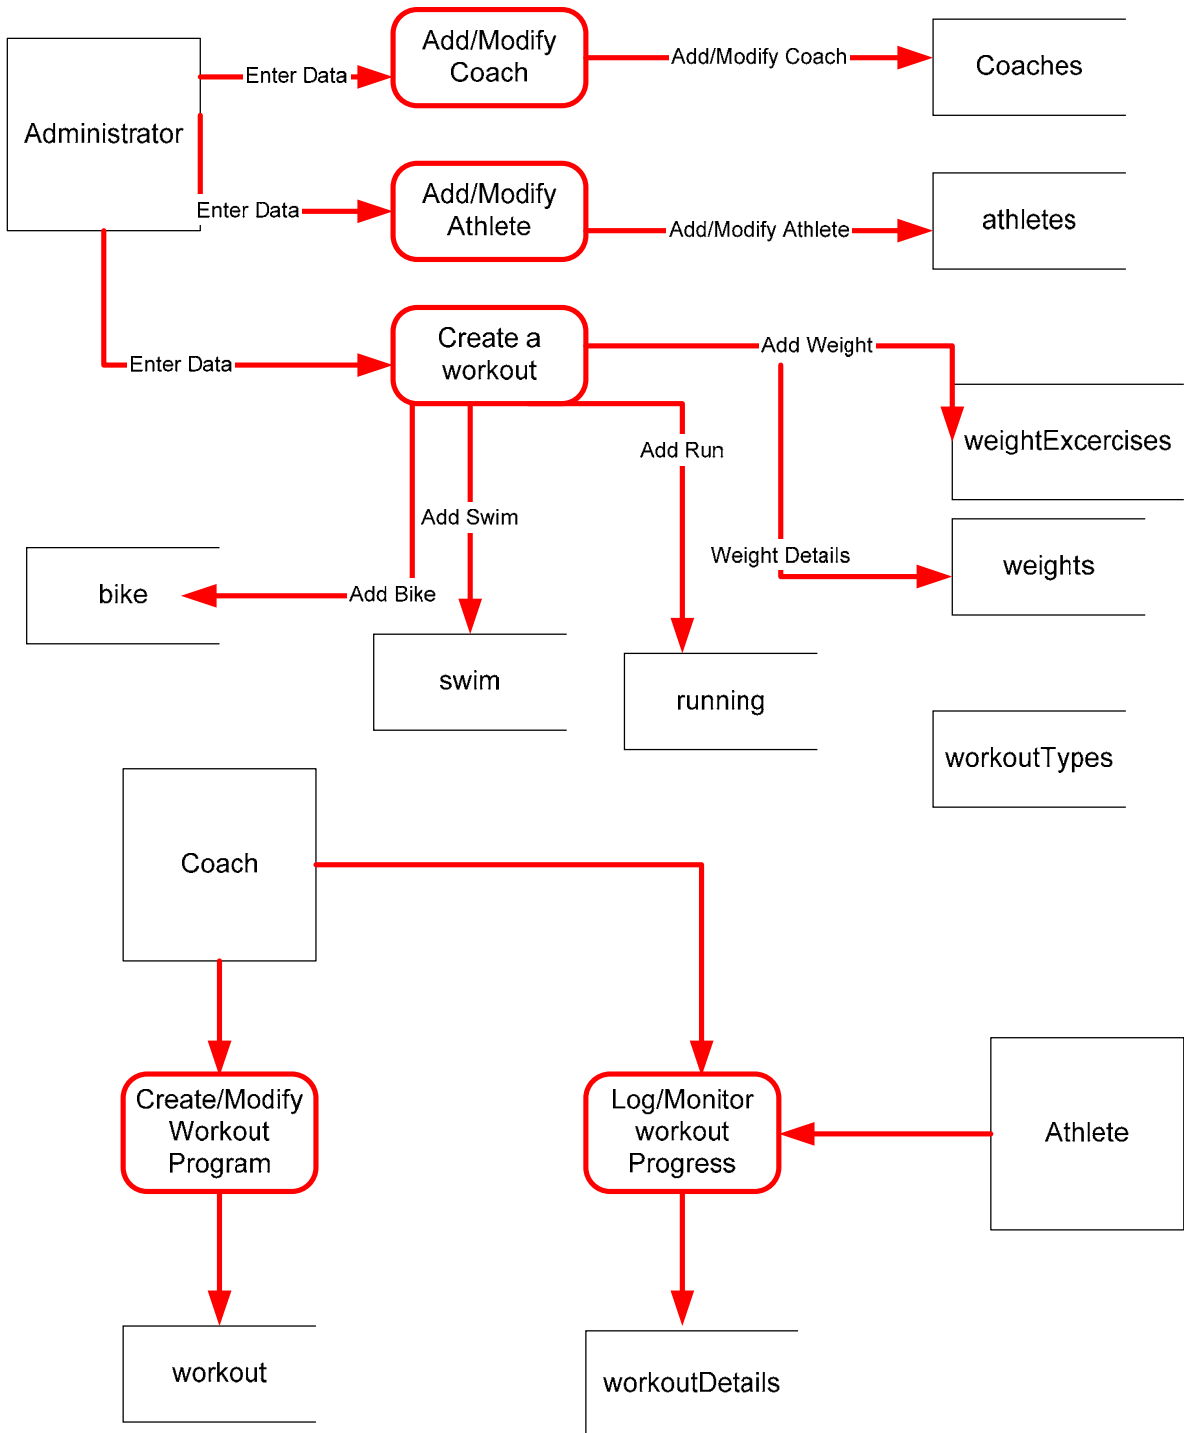 Add/Modify
Coach
Enter Data
Add/Modify Coach
Coaches
Administrator
Add/Modify
Athlete
Enter Data
Add/Modify Athlete
athletes
Create a
workout
Enter Data
Add Weight
weightExcercises
Add Run
Add Swim
Weight Details
weights
bike
Add Bike
swim
running
workoutTypes
Coach
Create/Modify
Workout
Program
Log/Monitor
workout
Progress
Athlete
workout
workoutDetails